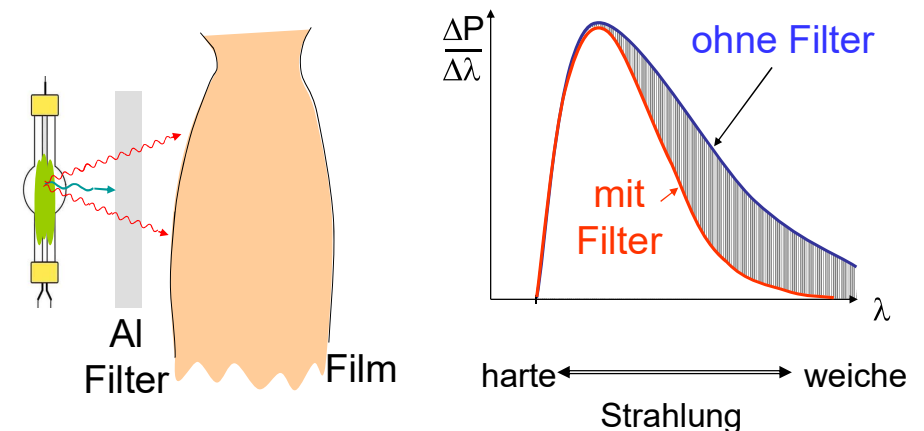 Al
Filter
Film
ΔP
Δλ
ohne Filter
mit
Filter
λ
harte
weiche
Strahlung